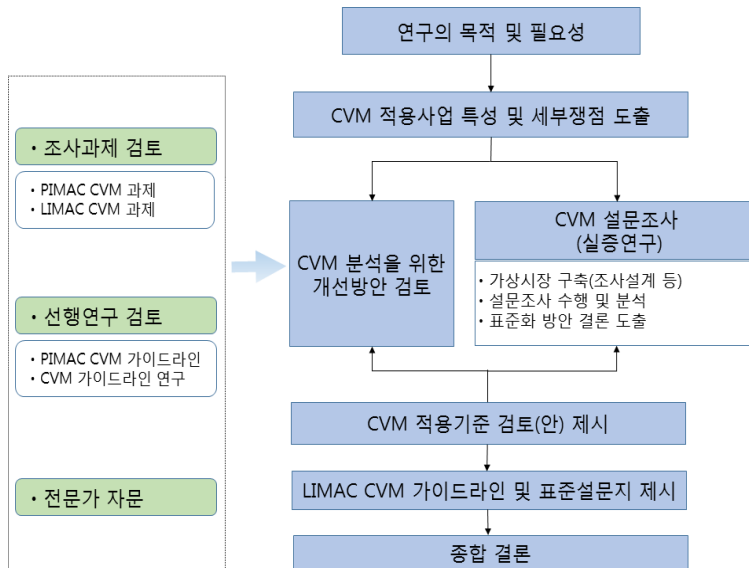 연구의 목적 및 필요성
CVM 적용사업 특성 및 세부쟁점 도출
• 조사과제 검토
• PIMAC CVM 과제
• LIMAC CVM 과제
• 선행연구 검토
• PIMAC CVM 가이드라인
• CVM 가이드라인 연구
• 전문가 자문
CVM 분석을 위한
개선방안 검토
CVM 설문조사
(실증연구)
• 가상시장 구축(조사설계 등)
• 설문조사 수행 및 분석
• 표준화 방안 결론 도출
CVM 적용기준 검토(안) 제시
LIMAC CVM 가이드라인 및 표준설문지 제시
종합 결론